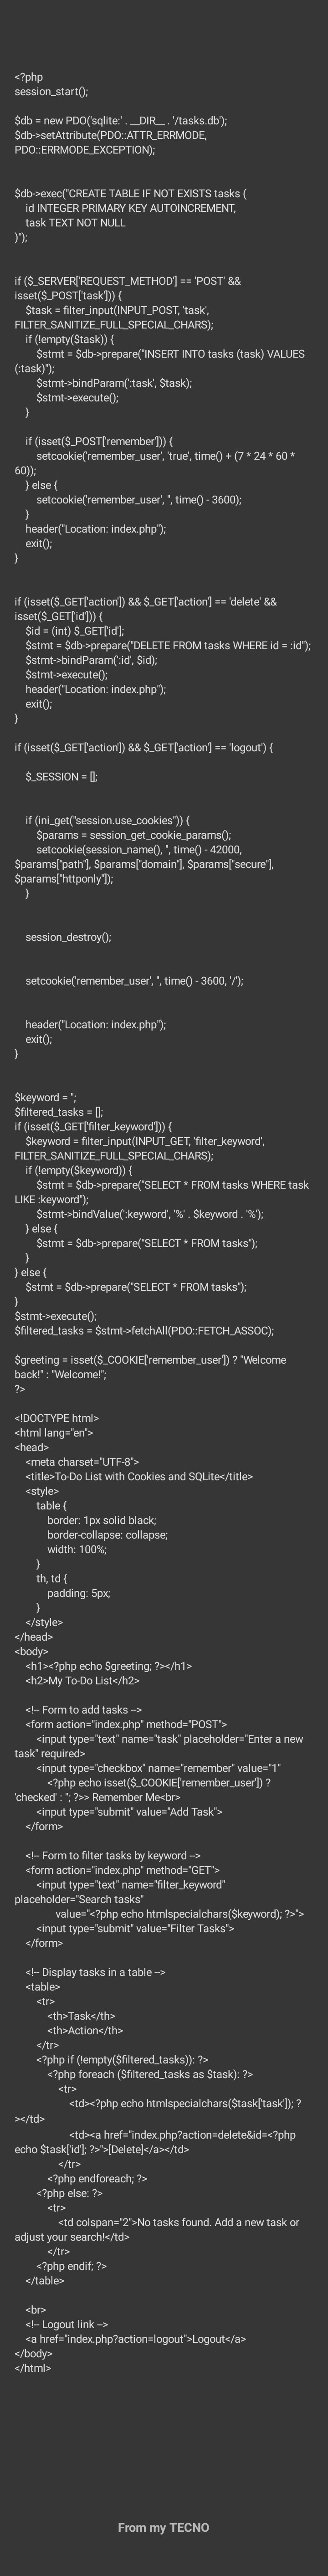 <?php
session_start();

$db = new PDO('sqlite:' . __DIR__ . '/tasks.db');
$db->setAttribute(PDO::ATTR_ERRMODE,
PDO::ERRMODE_EXCEPTION);

$db->exec("CREATE TABLE IF NOT EXISTS tasks (
    id INTEGER PRIMARY KEY AUTOINCREMENT,
    task TEXT NOT NULL
)");

if ($_SERVER['REQUEST_METHOD'] == 'POST' &&
isset($_POST['task'])) {
    $task = filter_input(INPUT_POST, 'task',
FILTER_SANITIZE_FULL_SPECIAL_CHARS);
    if (!empty($task)) {
        $stmt = $db->prepare("INSERT INTO tasks (task) VALUES
(:task)");
        $stmt->bindParam(':task', $task);
        $stmt->execute();
    }

    if (isset($_POST['remember'])) {
        setcookie('remember_user', 'true', time() + (7 * 24 * 60 *
60));
    } else {
        setcookie('remember_user', '', time() - 3600);
    }
    header("Location: index.php");
    exit();
}

if (isset($_GET['action']) && $_GET['action'] == 'delete' &&
isset($_GET['id'])) {
    $id = (int) $_GET['id'];
    $stmt = $db->prepare("DELETE FROM tasks WHERE id = :id");
    $stmt->bindParam(':id', $id);
    $stmt->execute();
    header("Location: index.php");
    exit();
}

if (isset($_GET['action']) && $_GET['action'] == 'logout') {

    $_SESSION = [];

    if (ini_get("session.use_cookies")) {
        $params = session_get_cookie_params();
        setcookie(session_name(), '', time() - 42000,
$params["path"], $params["domain"], $params["secure"],
$params["httponly"]);
    }

    session_destroy();

    setcookie('remember_user', '', time() - 3600, '/');

    header("Location: index.php");
    exit();
}

$keyword = '';
$filtered_tasks = [];
if (isset($_GET['filter_keyword'])) {
    $keyword = filter_input(INPUT_GET, 'filter_keyword',
FILTER_SANITIZE_FULL_SPECIAL_CHARS);
    if (!empty($keyword)) {
        $stmt = $db->prepare("SELECT * FROM tasks WHERE task
LIKE :keyword");
        $stmt->bindValue(':keyword', '%' . $keyword . '%');
    } else {
        $stmt = $db->prepare("SELECT * FROM tasks");
    }
} else {
    $stmt = $db->prepare("SELECT * FROM tasks");
}
$stmt->execute();
$filtered_tasks = $stmt->fetchAll(PDO::FETCH_ASSOC);

$greeting = isset($_COOKIE['remember_user']) ? "Welcome
back!" : "Welcome!";
?>

<!DOCTYPE html>
<html lang="en">
<head>
    <meta charset="UTF-8">
    <title>To-Do List with Cookies and SQLite</title>
    <style>
        table {
            border: 1px solid black;
            border-collapse: collapse;
            width: 100%;
        }
        th, td {
            padding: 5px;
        }
    </style>
</head>
<body>
    <h1><?php echo $greeting; ?></h1>
    <h2>My To-Do List</h2>

    <!-- Form to add tasks -->
    <form action="index.php" method="POST">
        <input type="text" name="task" placeholder="Enter a new
task" required>
        <input type="checkbox" name="remember" value="1"
            <?php echo isset($_COOKIE['remember_user']) ?
'checked' : ''; ?>> Remember Me<br>
        <input type="submit" value="Add Task">
    </form>

    <!-- Form to filter tasks by keyword -->
    <form action="index.php" method="GET">
        <input type="text" name="filter_keyword"
placeholder="Search tasks"
               value="<?php echo htmlspecialchars($keyword); ?>">
        <input type="submit" value="Filter Tasks">
    </form>

    <!-- Display tasks in a table -->
    <table>
        <tr>
            <th>Task</th>
            <th>Action</th>
        </tr>
        <?php if (!empty($filtered_tasks)): ?>
            <?php foreach ($filtered_tasks as $task): ?>
                <tr>
                    <td><?php echo htmlspecialchars($task['task']); ?
></td>
                    <td><a href="index.php?action=delete&id=<?php
echo $task['id']; ?>">[Delete]</a></td>
                </tr>
            <?php endforeach; ?>
        <?php else: ?>
            <tr>
                <td colspan="2">No tasks found. Add a new task or
adjust your search!</td>
            </tr>
        <?php endif; ?>
    </table>

    <br>
    <!-- Logout link -->
    <a href="index.php?action=logout">Logout</a>
</body>
</html>

From my TECNO